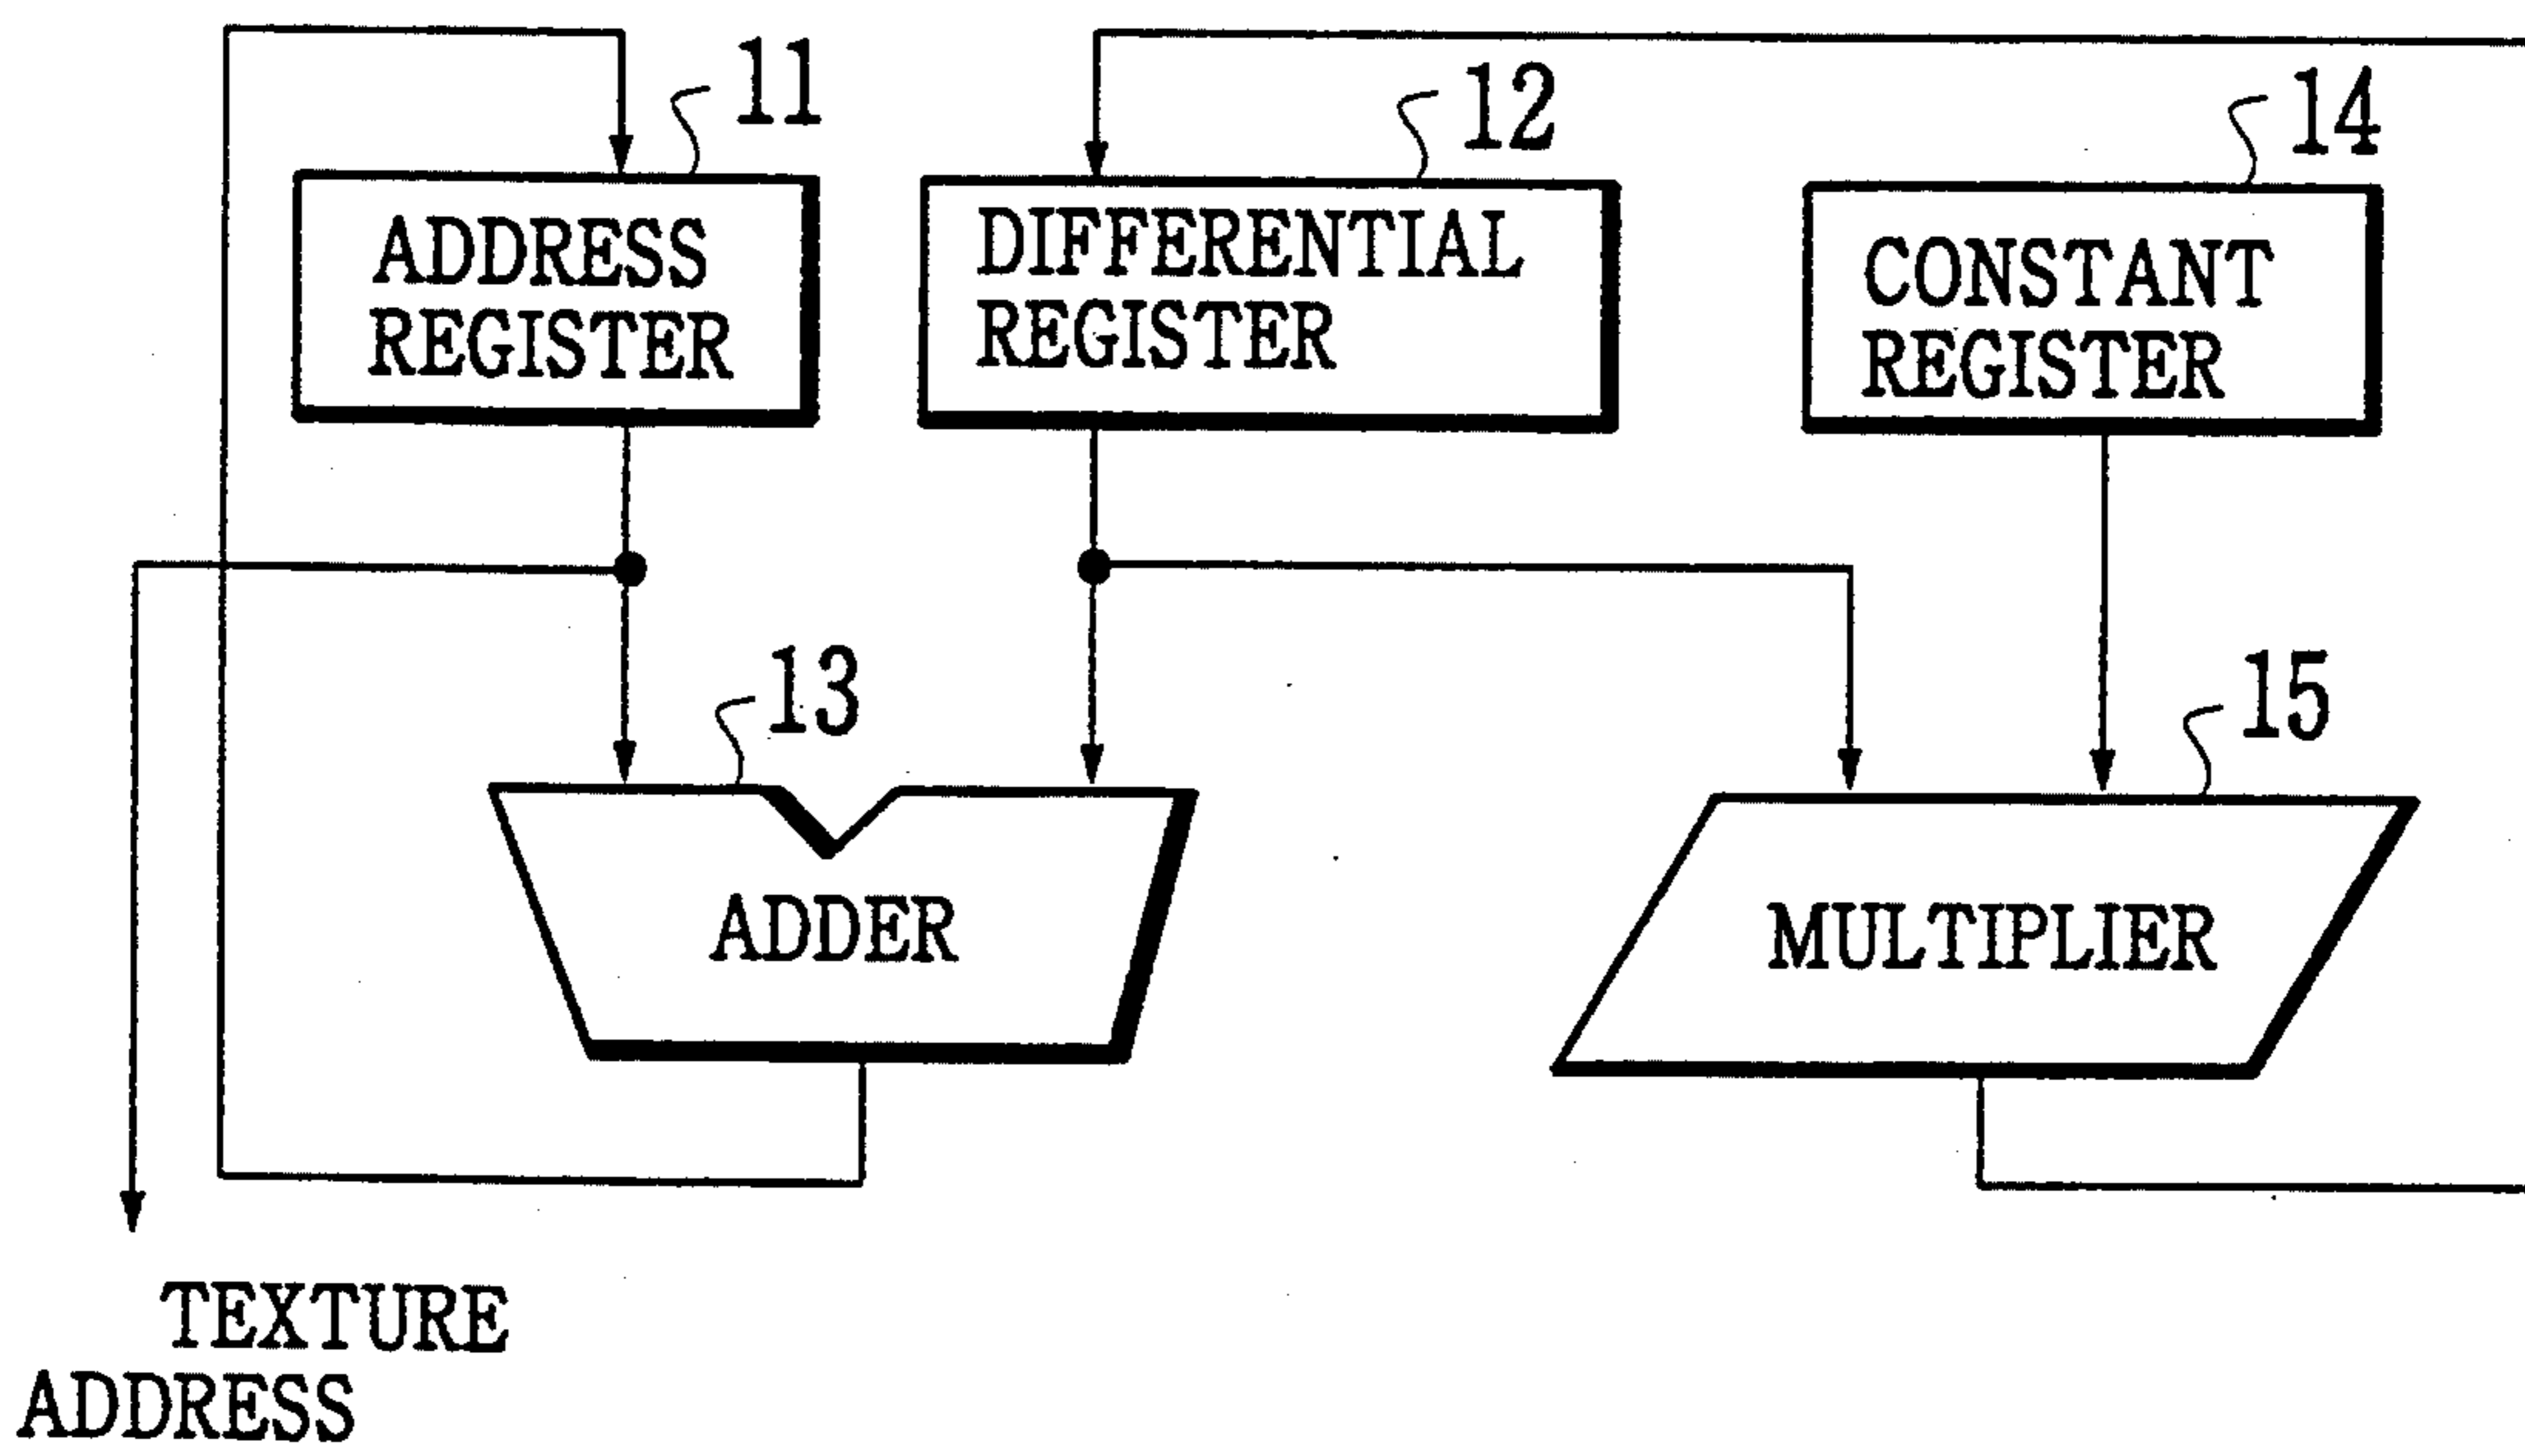 11
12
14
ADDRESS
REGISTER
DIFFERENTIAL
REGISTER
CONSTANT
REGISTER
13
15
ADDER
MULTIPLIER
TEXTURE
ADDRESS